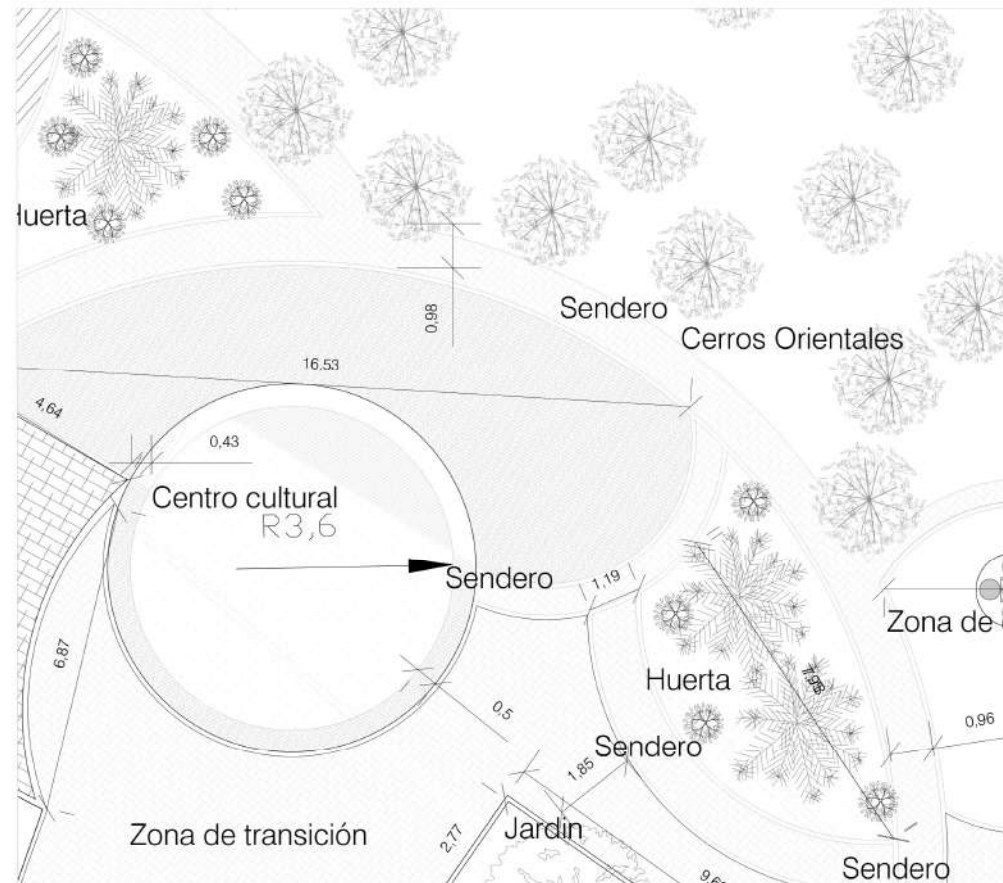 Huerta
0,98
Sendero
Cerros Orientales
16.53
4,64
0,43
Centro cultural
R3,6
Sendero
1,19
Zona de
6,87
Huerta
0,5
Sendero
0,96
1,85
Zona de transición
2,77
Jardín
Sendero